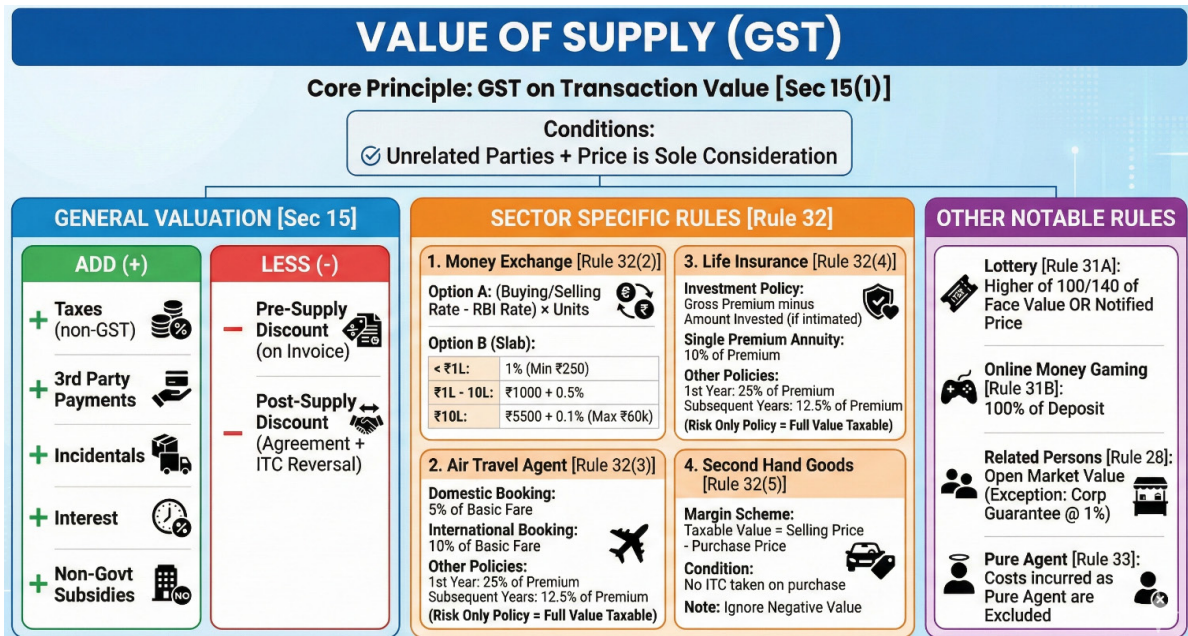 VALUE OF SUPPLY (GST)
Core Principle: GST on Transaction Value [Sec 15(1)]
Conditions:
Unrelated Parties + Price is Sole Consideration
GENERAL VALUATION [Sec 15]
ADD (+)
+ Taxes
(non-GST)
+ 3rd Party
Payments
+ Incidentals
+ Interest
+ Non-Govt
Subsidies
NO
LESS (-)
− Pre-Supply
Discount
(on Invoice)
− Post-Supply
Discount
(Agreement +
ITC Reversal)
SECTOR SPECIFIC RULES [Rule 32]
1. Money Exchange [Rule 32(2)]
Option A: (Buying/Selling
Rate - RBI Rate) × Units
Option B (Slab):
< ₹1L: 1% (Min ₹250)
₹1L - 10L: ₹1000 + 0.5%
₹10L: ₹5500 + 0.1% (Max ₹60k)
2. Air Travel Agent [Rule 32(3)]
Domestic Booking:
5% of Basic Fare
International Booking:
10% of Basic Fare
Other Policies:
1st Year: 25% of Premium
Subsequent Years: 12.5% of Premium
(Risk Only Policy = Full Value Taxable)
3. Life Insurance [Rule 32(4)]
Investment Policy:
Gross Premium minus
Amount Invested (if intimated)
Single Premium Annuity:
10% of Premium
Other Policies:
1st Year: 25% of Premium
Subsequent Years: 12.5% of Premium
(Risk Only Policy = Full Value Taxable)
4. Second Hand Goods
[Rule 32(5)]
Margin Scheme:
Taxable Value = Selling Price
- Purchase Price
Condition:
No ITC taken on purchase
Note: Ignore Negative Value
OTHER NOTABLE RULES
Lottery [Rule 31A]:
Higher of 100/140 of
Face Value OR Notified
Price
Online Money Gaming
[Rule 31B]:
100% of Deposit
Related Persons [Rule 28]:
Open Market Value
(Exception: Corp
Guarantee @ 1%)
Pure Agent [Rule 33]:
Costs incurred as
Pure Agent are
Excluded